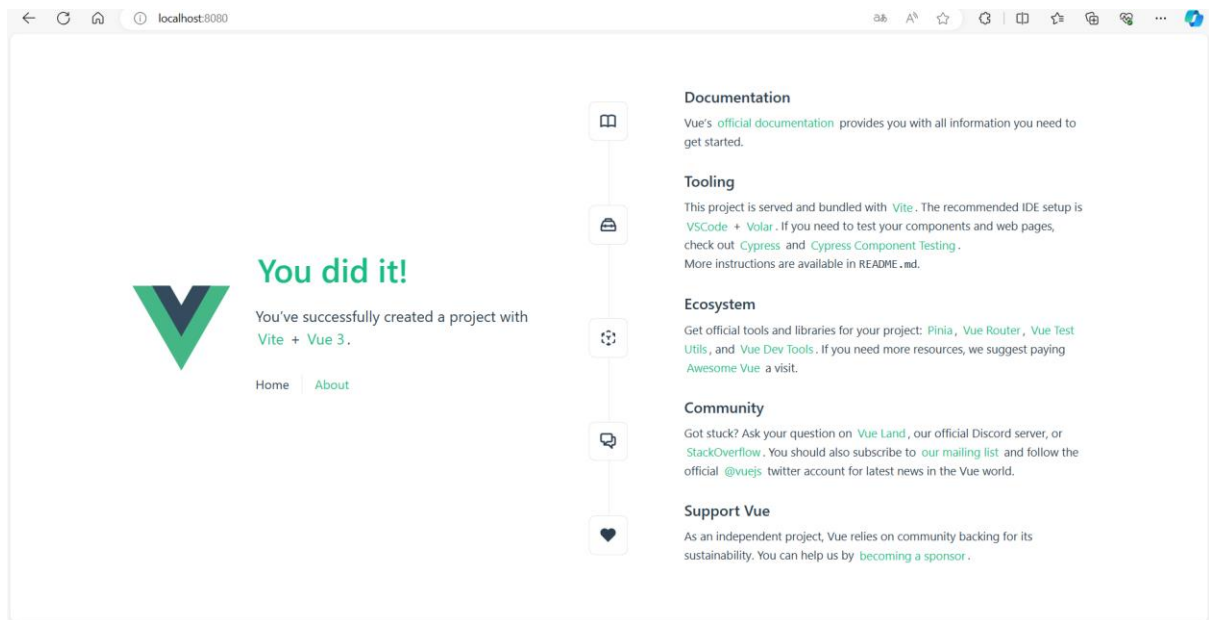 localhost:8080
You did it!
You've successfully created a project with
Vite + Vue 3.
Home About
Documentation
Vue's official documentation provides you with all information you need to
get started.
Tooling
This project is served and bundled with Vite. The recommended IDE setup is
VSCode + Volar. If you need to test your components and web pages,
check out Cypress and Cypress Component Testing.
More instructions are available in README.md.
Ecosystem
Get official tools and libraries for your project: Pinia, Vue Router, Vue Test
Utils, and Vue Dev Tools. If you need more resources, we suggest paying
Awesome Vue a visit.
Community
Got stuck? Ask your question on Vue Land, our official Discord server, or
StackOverflow. You should also subscribe to our mailing list and follow the
official @vuejs twitter account for latest news in the Vue world.
Support Vue
As an independent project, Vue relies on community backing for its
sustainability. You can help us by becoming a sponsor.